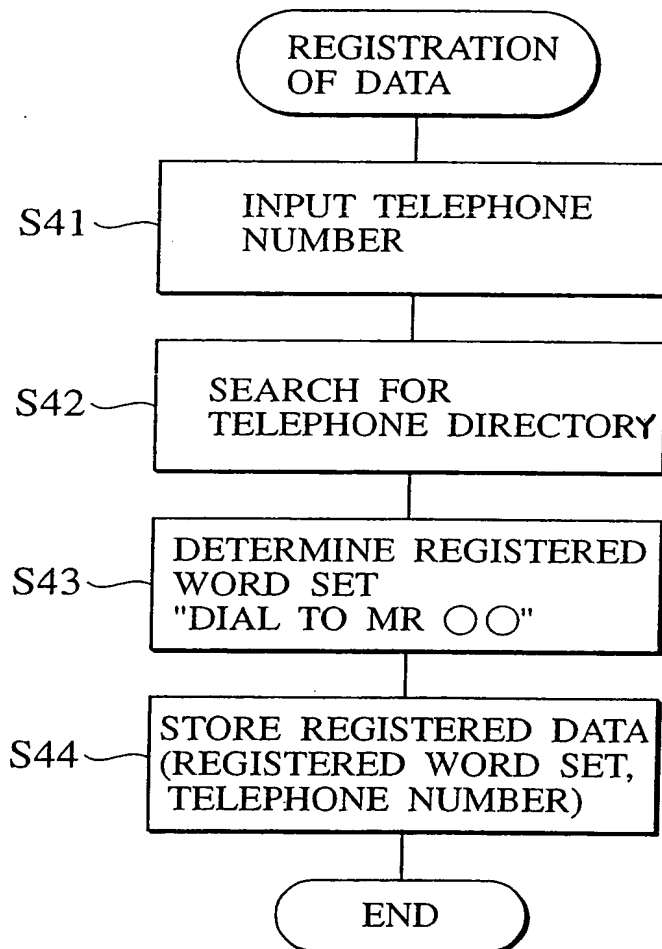 REGISTRATION
OF DATA
S41
INPUT TELEPHONE
NUMBER
S42
SEARCH FOR
TELEPHONE DIRECTORY
S43
DETERMINE REGISTERED
WORD SET
"DIAL TO MR ○○"
S44
STORE REGISTERED DATA
(REGISTERED WORD SET,
TELEPHONE NUMBER)
END